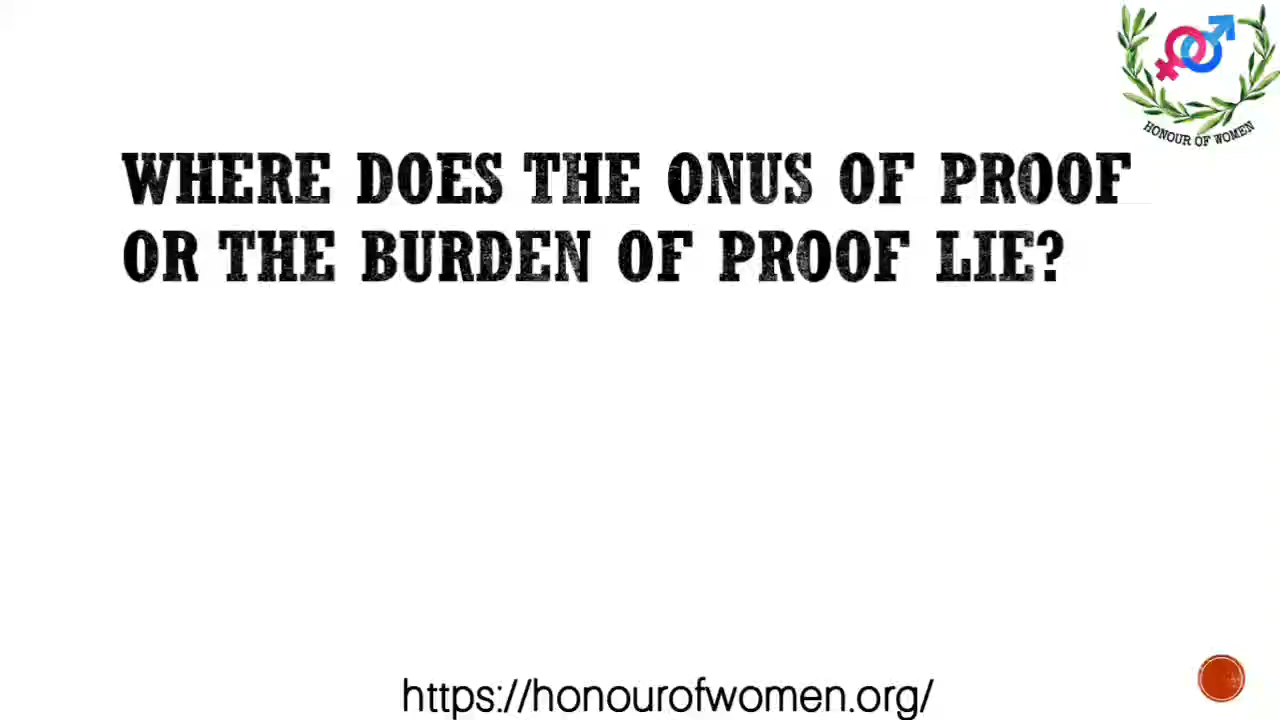 HONOUR OF WOMEN
WHERE DOES THE ONUS OF PROOF
OR THE BURDEN OF PROOF LIE?
https://honourofwomen.org/